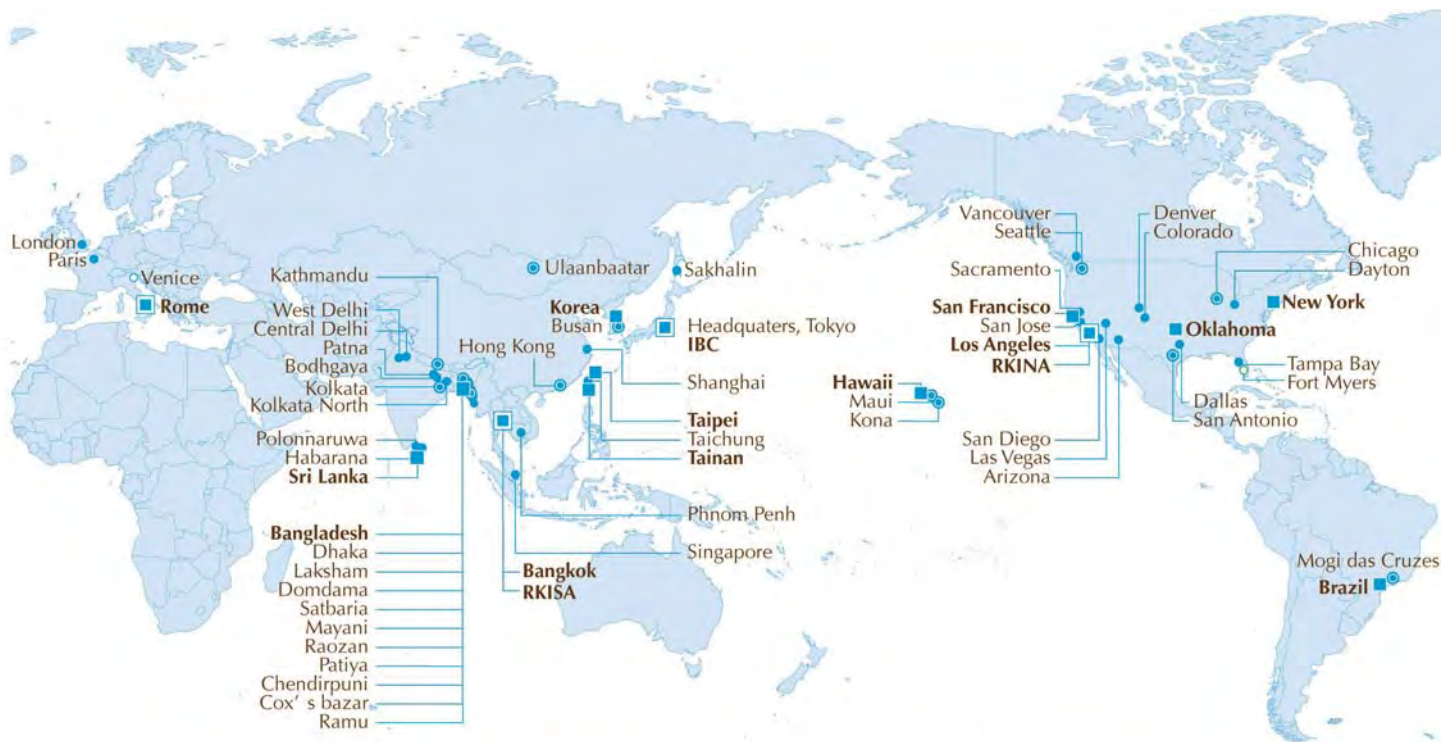 London
Paris
Venice
Rome
Kathmandu
West Delhi
Central Delhi
Patna
Bodhgaya
Kolkata
Kolkata North
Polonnaruwa
Habarana
Sri Lanka
Bangladesh
Dhaka
Laksham
Domdama
Satbaria
Mayani
Raozan
Patiya
Chendirpuni
Cox' s bazar
Ramu
Ulaanbaatar
Sakhalin
Korea
Busan
Headquaters, Tokyo
IBC
Hong Kong
Shanghai
Taipei
Taichung
Tainan
Phnom Penh
Singapore
Bangkok
RKISA
Hawaii
Maui
Kona
Vancouver
Seattle
Sacramento
San Francisco
San Jose
Los Angeles
RKINA
San Diego
Las Vegas
Arizona
Denver
Colorado
Chicago
Dayton
New York
Oklahoma
Tampa Bay
Fort Myers
Dallas
San Antonio
Mogi das Cruzes
Brazil